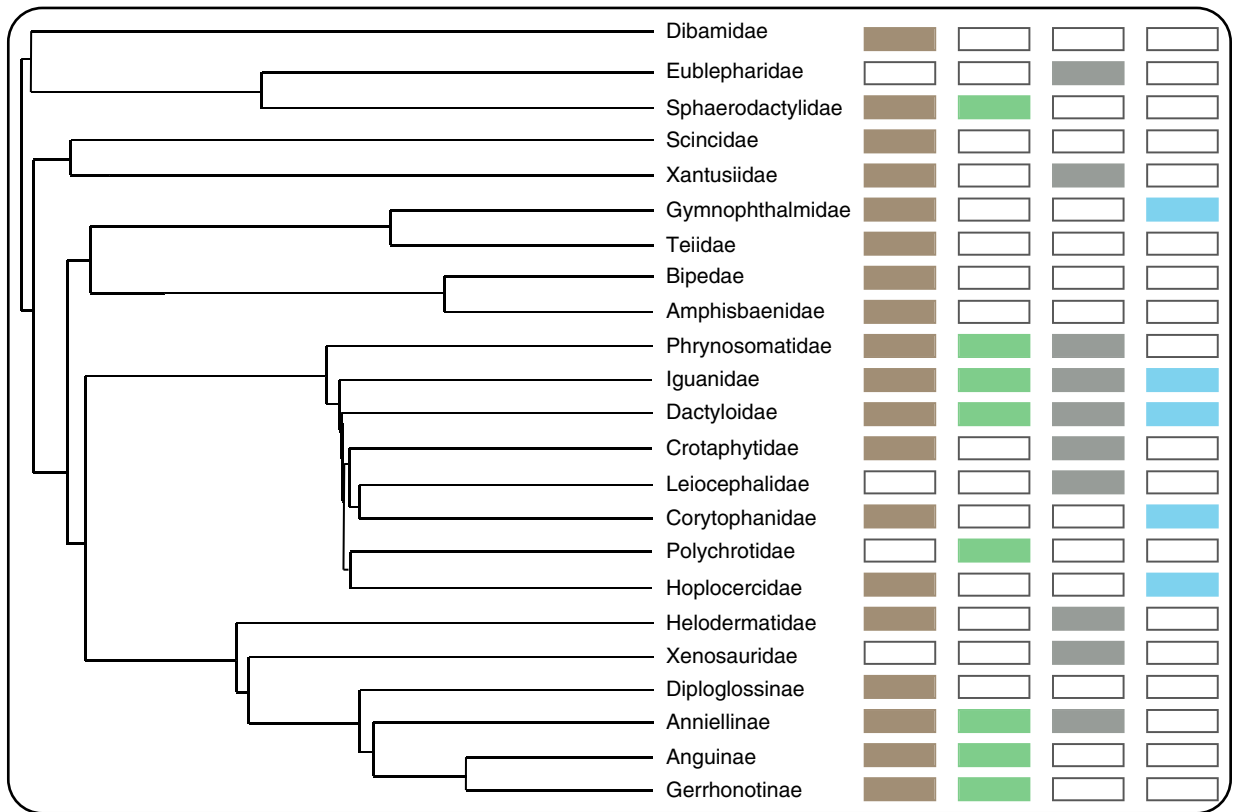 Dibamidae
Eublepharidae
Sphaerodactylidae
Scincidae
Xantusiidae
Gymnophthalmidae
Teiidae
Bipedae
Amphisbaenidae
Phrynosomatidae
Iguanidae
Dactyloidae
Crotaphytidae
Leiocephalidae
Corytophanidae
Polychrotidae
Hoplocercidae
Helodermatidae
Xenosauridae
Diploglossinae
Anniellinae
Anguinae
Gerrhonotinae